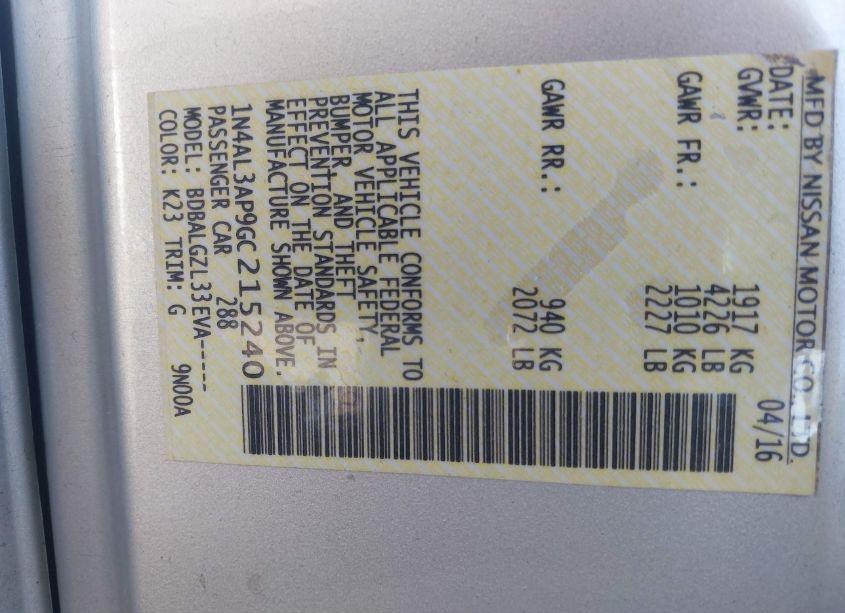 MFD BY NISSAN MOTOR CO., LTD.
DATE: 04/16
GVWR: 1917 KG
4226 LB
GAWR FR.: 1010 KG
2227 LB
GAWR RR.: 940 KG
2072 LB
THIS VEHICLE CONFORMS TO
ALL APPLICABLE FEDERAL
MOTOR VEHICLE SAFETY,
BUMPER, AND THEFT
PREVENTION STANDARDS IN
EFFECT ON THE DATE OF
MANUFACTURE SHOWN ABOVE.
1N4AL3AP9GC215240
PASSENGER CAR 288
MODEL: BDBALGZL33EVA-----
COLOR: K23 TRIM: G 9N00A